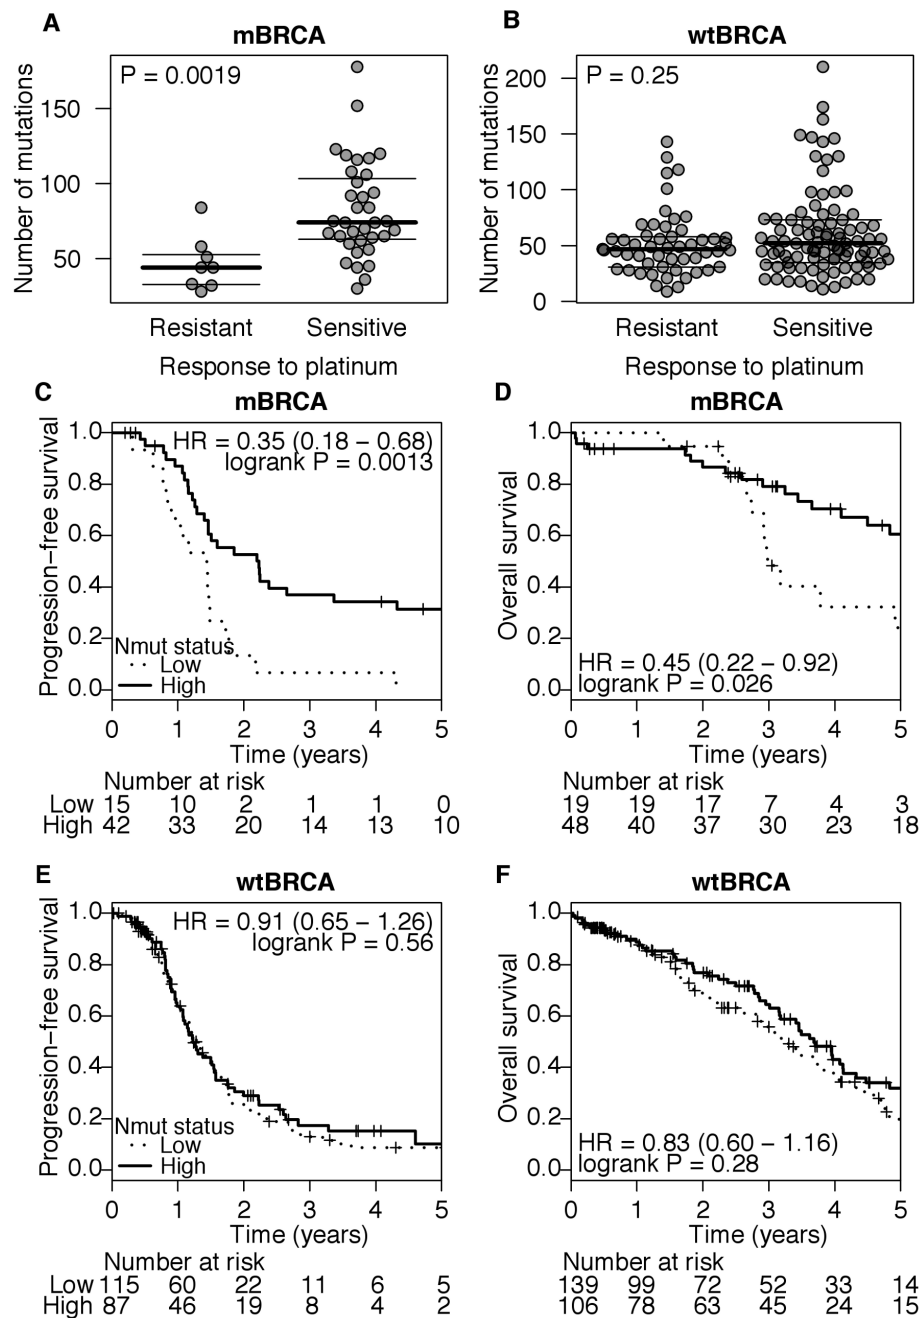 A
mBRCA
P = 0.0019
Number of mutations
150
100
50
Resistant Sensitive
Response to platinum
B
wtBRCA
P = 0.25
Number of mutations
200
150
100
50
0
Resistant Sensitive
Response to platinum
C
mBRCA
HR = 0.35 (0.18 – 0.68)
logrank P = 0.0013
Progression–free survival
1.0
0.8
0.6
0.4
0.2
0.0
Nmut status
Low
High
0 1 2 3 4 5
Time (years)
Number at risk
Low 15 10 2 1 1 0
High 42 33 20 14 13 10
D
mBRCA
Overall survival
1.0
0.8
0.6
0.4
0.2
0.0
HR = 0.45 (0.22 – 0.92)
logrank P = 0.026
0 1 2 3 4 5
Time (years)
Number at risk
19 19 17 7 4 3
48 40 37 30 23 18
E
wtBRCA
HR = 0.91 (0.65 – 1.26)
logrank P = 0.56
Progression–free survival
1.0
0.8
0.6
0.4
0.2
0.0
Nmut status
Low
High
0 1 2 3 4 5
Time (years)
Number at risk
Low 115 60 22 11 6 5
High 87 46 19 8 4 2
F
wtBRCA
Overall survival
1.0
0.8
0.6
0.4
0.2
0.0
HR = 0.83 (0.60 – 1.16)
logrank P = 0.28
0 1 2 3 4 5
Time (years)
Number at risk
139 99 72 52 33 14
106 78 63 45 24 15